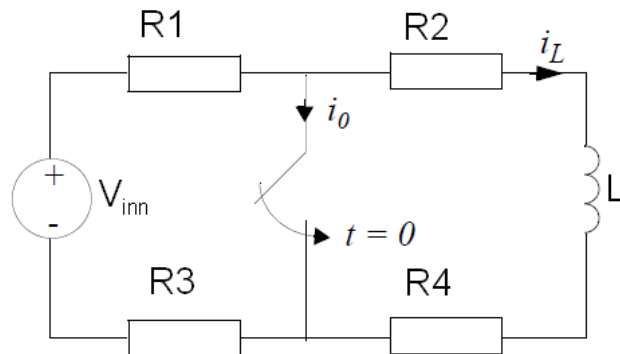 R1
R2
i_L
i_0
+
-
V_inn
L
t = 0
R3
R4